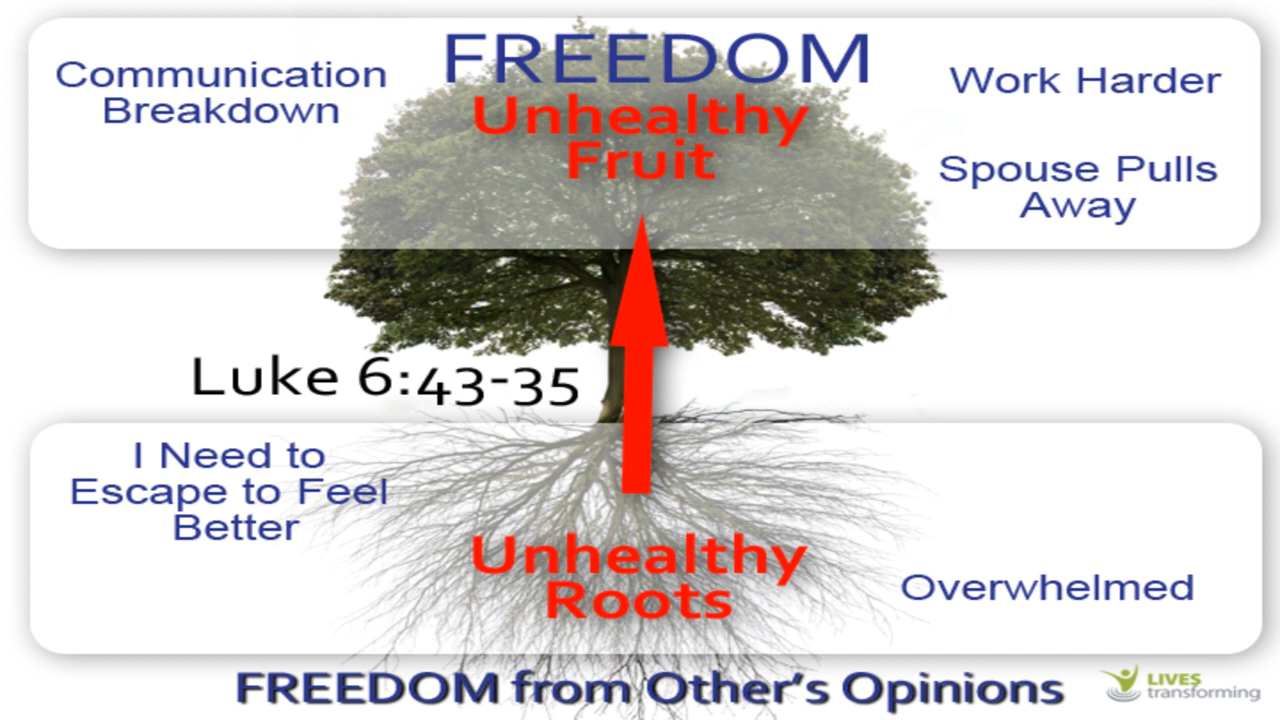 FREEDOM
Unhealthy
Fruit
Communication
Breakdown
Work Harder
Spouse Pulls
Away
Luke 6:43-35
I Need to
Escape to Feel
Better
Unhealthy
Roots
Overwhelmed
FREEDOM from Other’s Opinions
LIVES
transforming